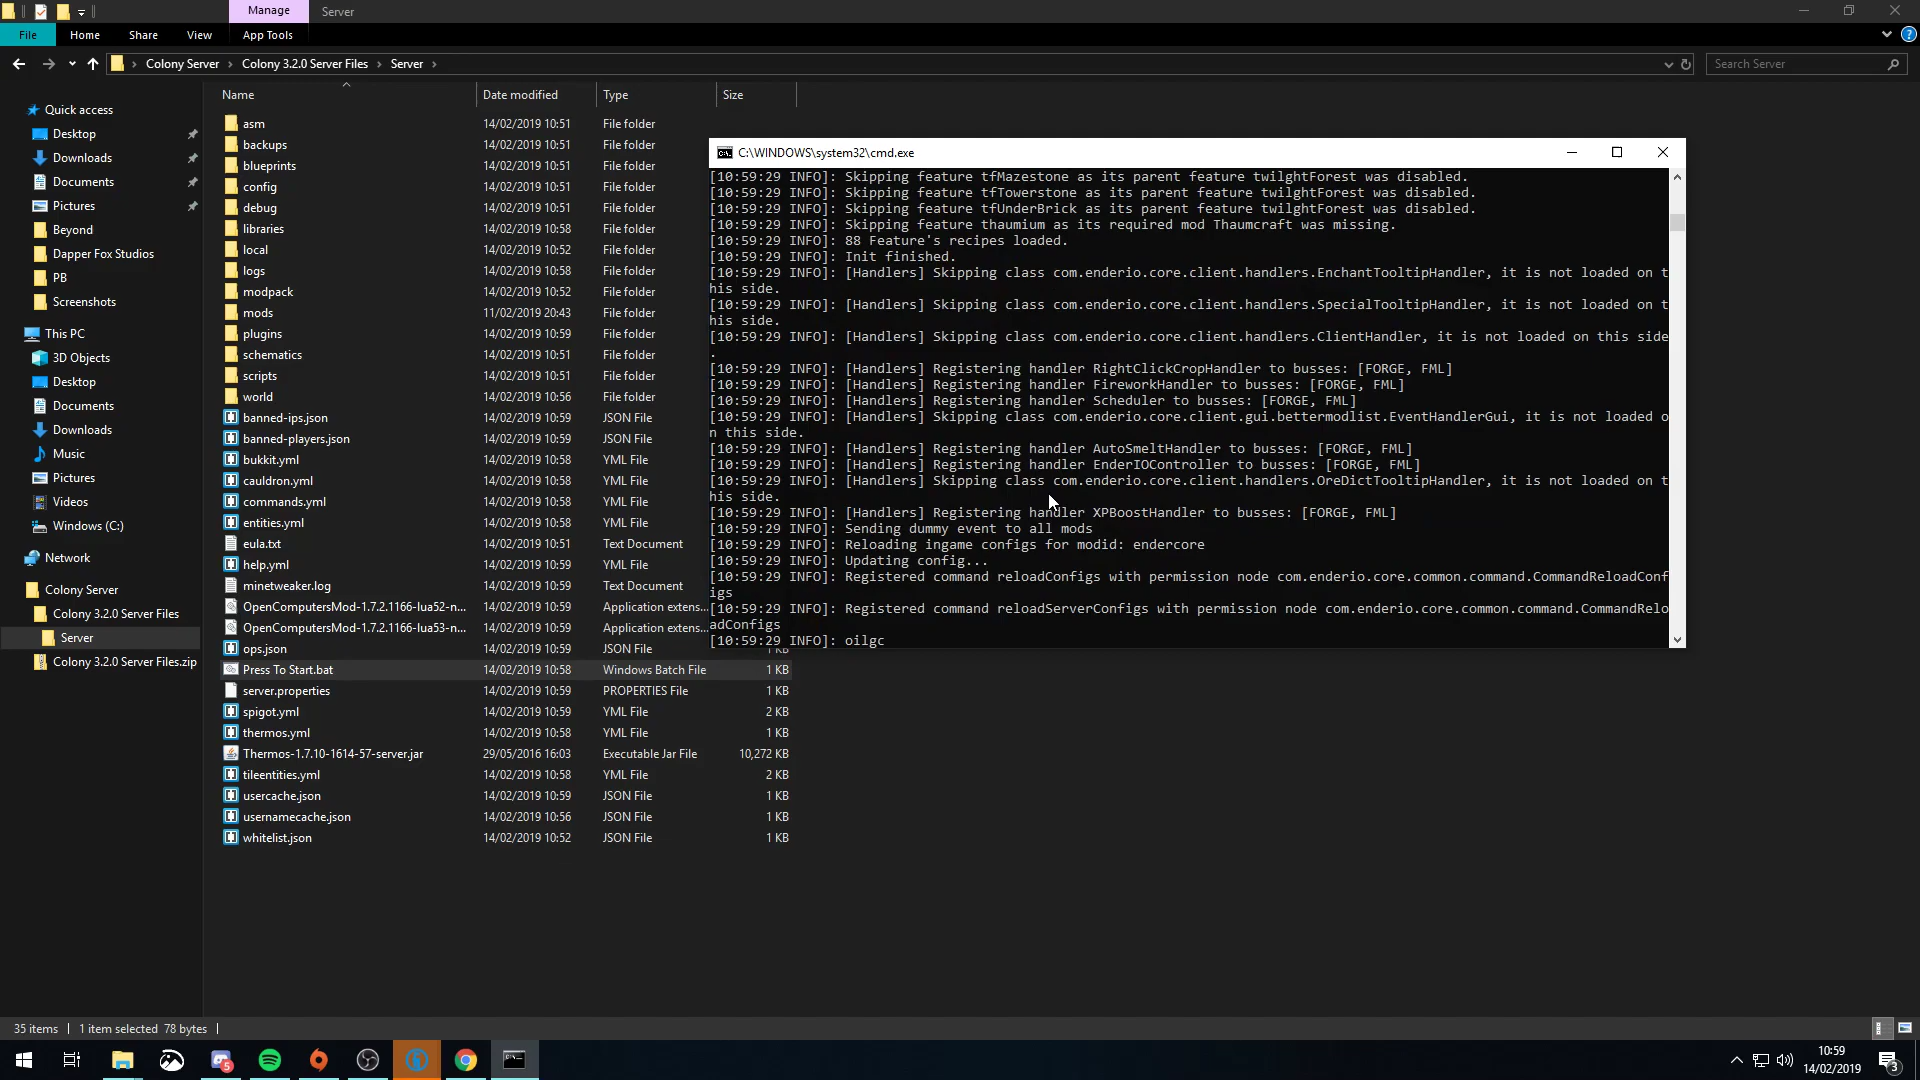 Manage
Server
File
Home
Share
View
App Tools
Colony Server
Colony 3.2.0 Server Files
Server
Search Server
Quick access
Desktop
Downloads
Documents
Pictures
Beyond
Dapper Fox Studios
PB
Screenshots
This PC
3D Objects
Desktop
Documents
Downloads
Music
Pictures
Videos
Windows (C:)
Network
Colony Server
Colony 3.2.0 Server Files
Server
Colony 3.2.0 Server Files.zip
Name Date modified Type Size
asm 14/02/2019 10:51 File folder
backups 14/02/2019 10:51 File folder
blueprints 14/02/2019 10:51 File folder
config 14/02/2019 10:51 File folder
debug 14/02/2019 10:51 File folder
libraries 14/02/2019 10:51 File folder
local 14/02/2019 10:52 File folder
logs 14/02/2019 10:58 File folder
modpack 14/02/2019 10:52 File folder
mods 11/02/2019 20:43 File folder
plugins 14/02/2019 10:59 File folder
schematics 14/02/2019 10:51 File folder
scripts 14/02/2019 10:51 File folder
world 14/02/2019 10:56 File folder
banned-ips.json 14/02/2019 10:59 JSON File
banned-players.json 14/02/2019 10:59 JSON File
bukkit.yml 14/02/2019 10:58 YML File
cauldron.yml 14/02/2019 10:58 YML File
commands.yml 14/02/2019 10:58 YML File
entities.yml 14/02/2019 10:58 YML File
eula.txt 14/02/2019 10:51 Text Document
help.yml 14/02/2019 10:59 YML File
minetweaker.log 14/02/2019 10:59 Text Document
OpenComputersMod-1.7.2.1166-lua52-n... 14/02/2019 10:59 Application extens...
OpenComputersMod-1.7.2.1166-lua53-n... 14/02/2019 10:59 Application extens...
ops.json 14/02/2019 10:59 JSON File 1 KB
Press To Start.bat 14/02/2019 10:58 Windows Batch File 1 KB
server.properties 14/02/2019 10:59 PROPERTIES File 1 KB
spigot.yml 14/02/2019 10:59 YML File 2 KB
thermos.yml 14/02/2019 10:58 YML File 1 KB
Thermos-1.7.10-1614-57-server.jar 29/05/2016 16:03 Executable Jar File 10,272 KB
tileentities.yml 14/02/2019 10:58 YML File 2 KB
usercache.json 14/02/2019 10:59 JSON File 1 KB
usernamecache.json 14/02/2019 10:56 JSON File 1 KB
whitelist.json 14/02/2019 10:52 JSON File 1 KB
C:\WINDOWS\system32\cmd.exe
[10:59:29 INFO]: Skipping feature tfMazestone as its parent feature twilghtForest was disabled.
[10:59:29 INFO]: Skipping feature tfTowerstone as its parent feature twilghtForest was disabled.
[10:59:29 INFO]: Skipping feature tfUnderBrick as its parent feature twilghtForest was disabled.
[10:59:29 INFO]: Skipping feature thaumium as its required mod Thaumcraft was missing.
[10:59:29 INFO]: 88 Feature's recipes loaded.
[10:59:29 INFO]: Init finished.
[10:59:29 INFO]: [Handlers] Skipping class com.enderio.core.client.handlers.EnchantTooltipHandler, it is not loaded on t
his side.
[10:59:29 INFO]: [Handlers] Skipping class com.enderio.core.client.handlers.SpecialTooltipHandler, it is not loaded on t
his side.
[10:59:29 INFO]: [Handlers] Skipping class com.enderio.core.client.handlers.ClientHandler, it is not loaded on this side
.
[10:59:29 INFO]: [Handlers] Registering handler RightClickCropHandler to busses: [FORGE, FML]
[10:59:29 INFO]: [Handlers] Registering handler FireworkHandler to busses: [FORGE, FML]
[10:59:29 INFO]: [Handlers] Registering handler Scheduler to busses: [FORGE, FML]
[10:59:29 INFO]: [Handlers] Skipping class com.enderio.core.client.gui.bettermodlist.EventHandlerGui, it is not loaded o
n this side.
[10:59:29 INFO]: [Handlers] Registering handler AutoSmeltHandler to busses: [FORGE, FML]
[10:59:29 INFO]: [Handlers] Registering handler EnderIOController to busses: [FORGE, FML]
[10:59:29 INFO]: [Handlers] Skipping class com.enderio.core.client.handlers.OreDictTooltipHandler, it is not loaded on t
his side.
[10:59:29 INFO]: [Handlers] Registering handler XPBoostHandler to busses: [FORGE, FML]
[10:59:29 INFO]: Sending dummy event to all mods
[10:59:29 INFO]: Reloading ingame configs for modid: endercore
[10:59:29 INFO]: Updating config...
[10:59:29 INFO]: Registered command reloadConfigs with permission node com.enderio.core.common.command.CommandReloadConf
igs
[10:59:29 INFO]: Registered command reloadServerConfigs with permission node com.enderio.core.common.command.CommandRelo
adConfigs
[10:59:29 INFO]: oilgc
35 items
1 item selected 78 bytes
5
10:59
14/02/2019
3